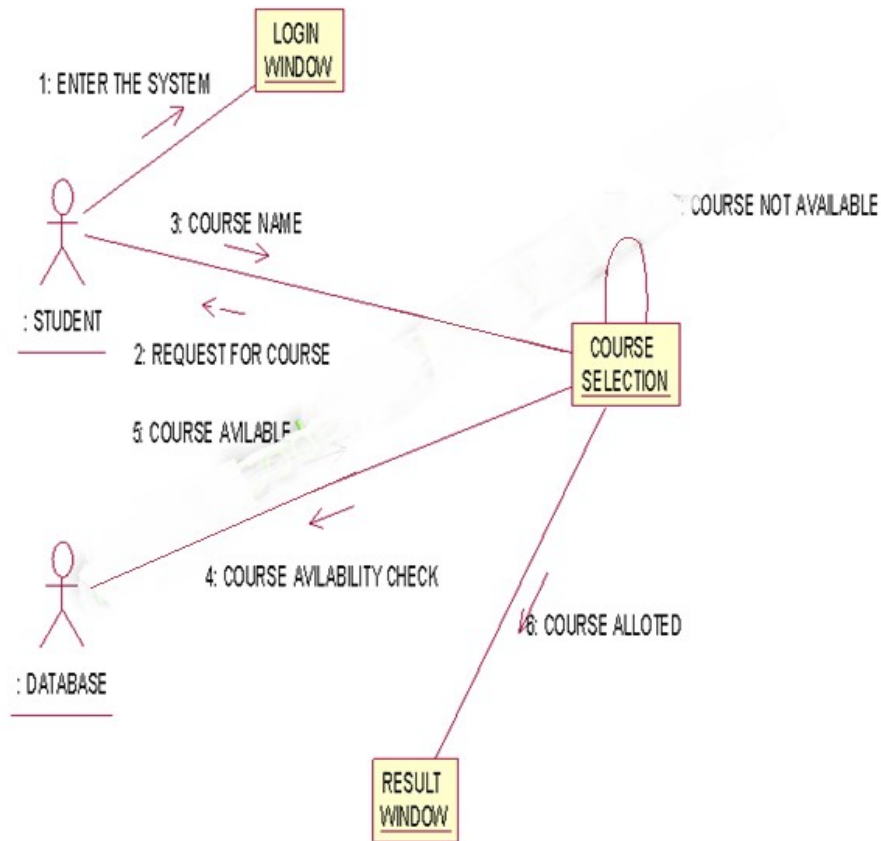 LOGIN
WINDOW
1: ENTER THE SYSTEM
: COURSE NOT AVAILABLE
3: COURSE NAME
: STUDENT
2: REQUEST FOR COURSE
COURSE
SELECTION
5: COURSE AVILABLE
4: COURSE AVILABILITY CHECK
6: COURSE ALLOTED
: DATABASE
RESULT
WINDOW